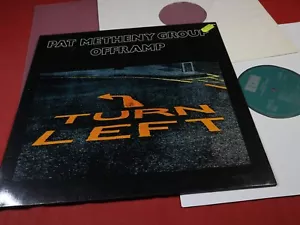 PAT METHENY GROUP
OFFRAMP
TURN
LEFT